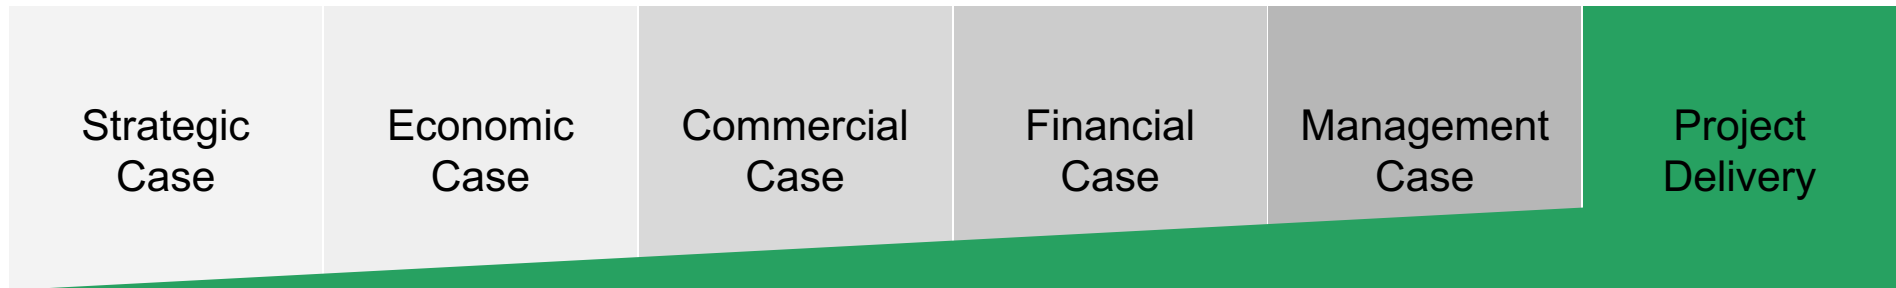 Strategic
Case
Economic
Case
Commercial
Case
Financial
Case
Management
Case
Project
Delivery